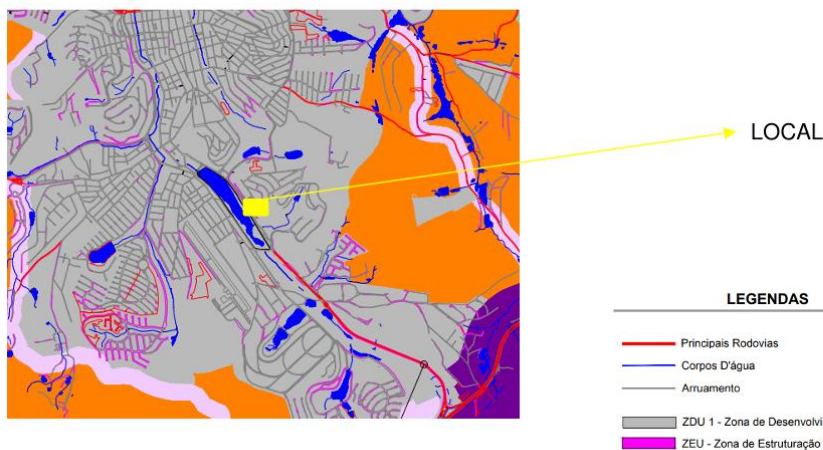 LOCAL
LEGENDAS
Principais Rodovias
Corpos D'água
Arruamento
ZDU 1 - Zona de Desenvolvi
ZEU - Zona de Estruturação